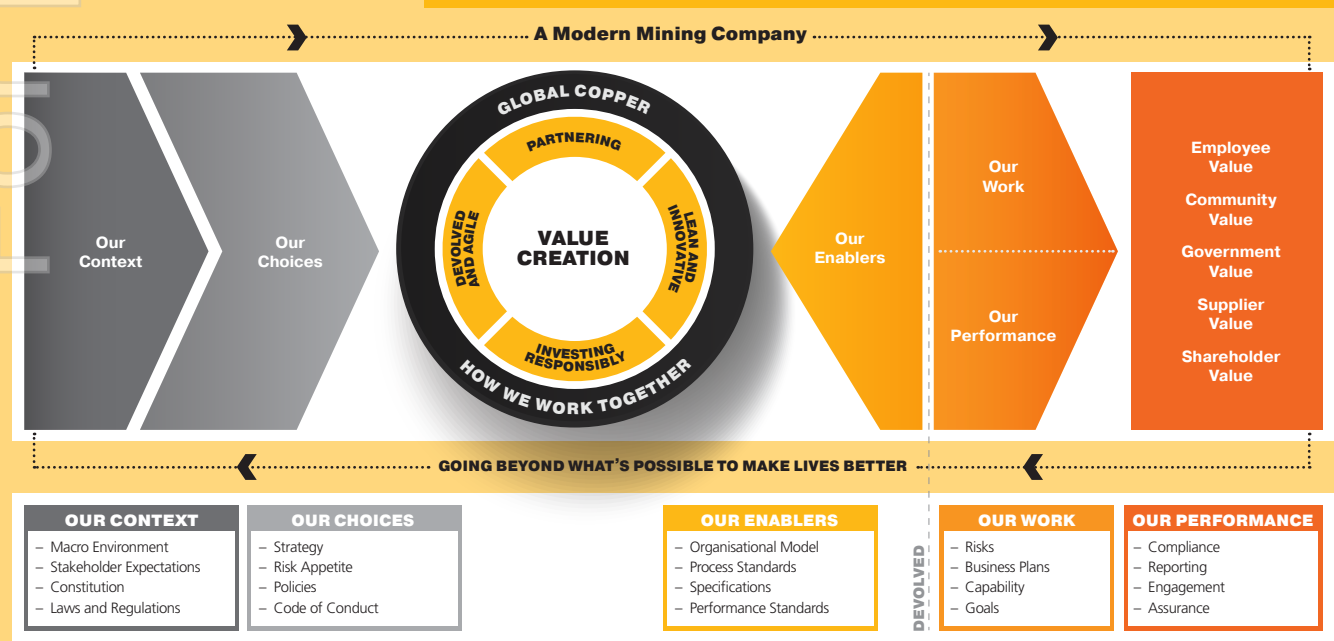 A Modern Mining Company
Our
Context
Our
Choices
GLOBAL COPPER
PARTNERING
DEVOLVED
AND AGILE
VALUE
CREATION
LEAN AND
INNOVATIVE
INVESTING
RESPONSIBLY
HOW WE WORK TOGETHER
Our
Enablers
Our
Work
Our
Performance
Employee
Value
Community
Value
Government
Value
Supplier
Value
Shareholder
Value
GOING BEYOND WHAT'S POSSIBLE TO MAKE LIVES BETTER
OUR CONTEXT
– Macro Environment
– Stakeholder Expectations
– Constitution
– Laws and Regulations
OUR CHOICES
– Strategy
– Risk Appetite
– Policies
– Code of Conduct
OUR ENABLERS
– Organisational Model
– Process Standards
– Specifications
– Performance Standards
DEVOLVED
OUR WORK
– Risks
– Business Plans
– Capability
– Goals
OUR PERFORMANCE
– Compliance
– Reporting
– Engagement
– Assurance